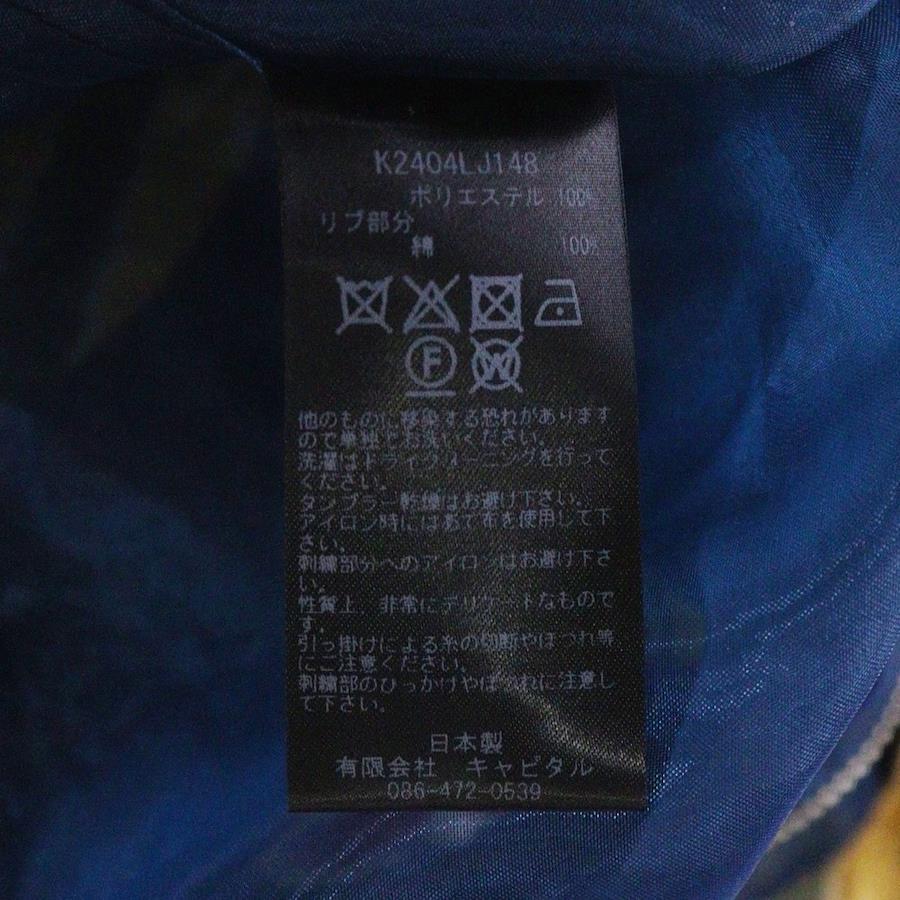 K2404LJ148
ポリエステル 100%
リブ部分
綿 100%
F
W
他のものに移染する恐れがあります
ので単独でお洗いください。
洗濯はドライクリーニングを行って
ください。
タンブラー乾燥はお避け下さい。
アイロン時にはあて布を使用して下
さい。
刺繍部分へのアイロンはお避け下さ
い。
性質上、非常にデリケートなもので
す。
引っ掛けによる糸の切断やほつれ等
にご注意ください。
刺繍部のひっかけやほつれに注意し
て下さい。
日本製
有限会社 キャピタル
086-472-0539